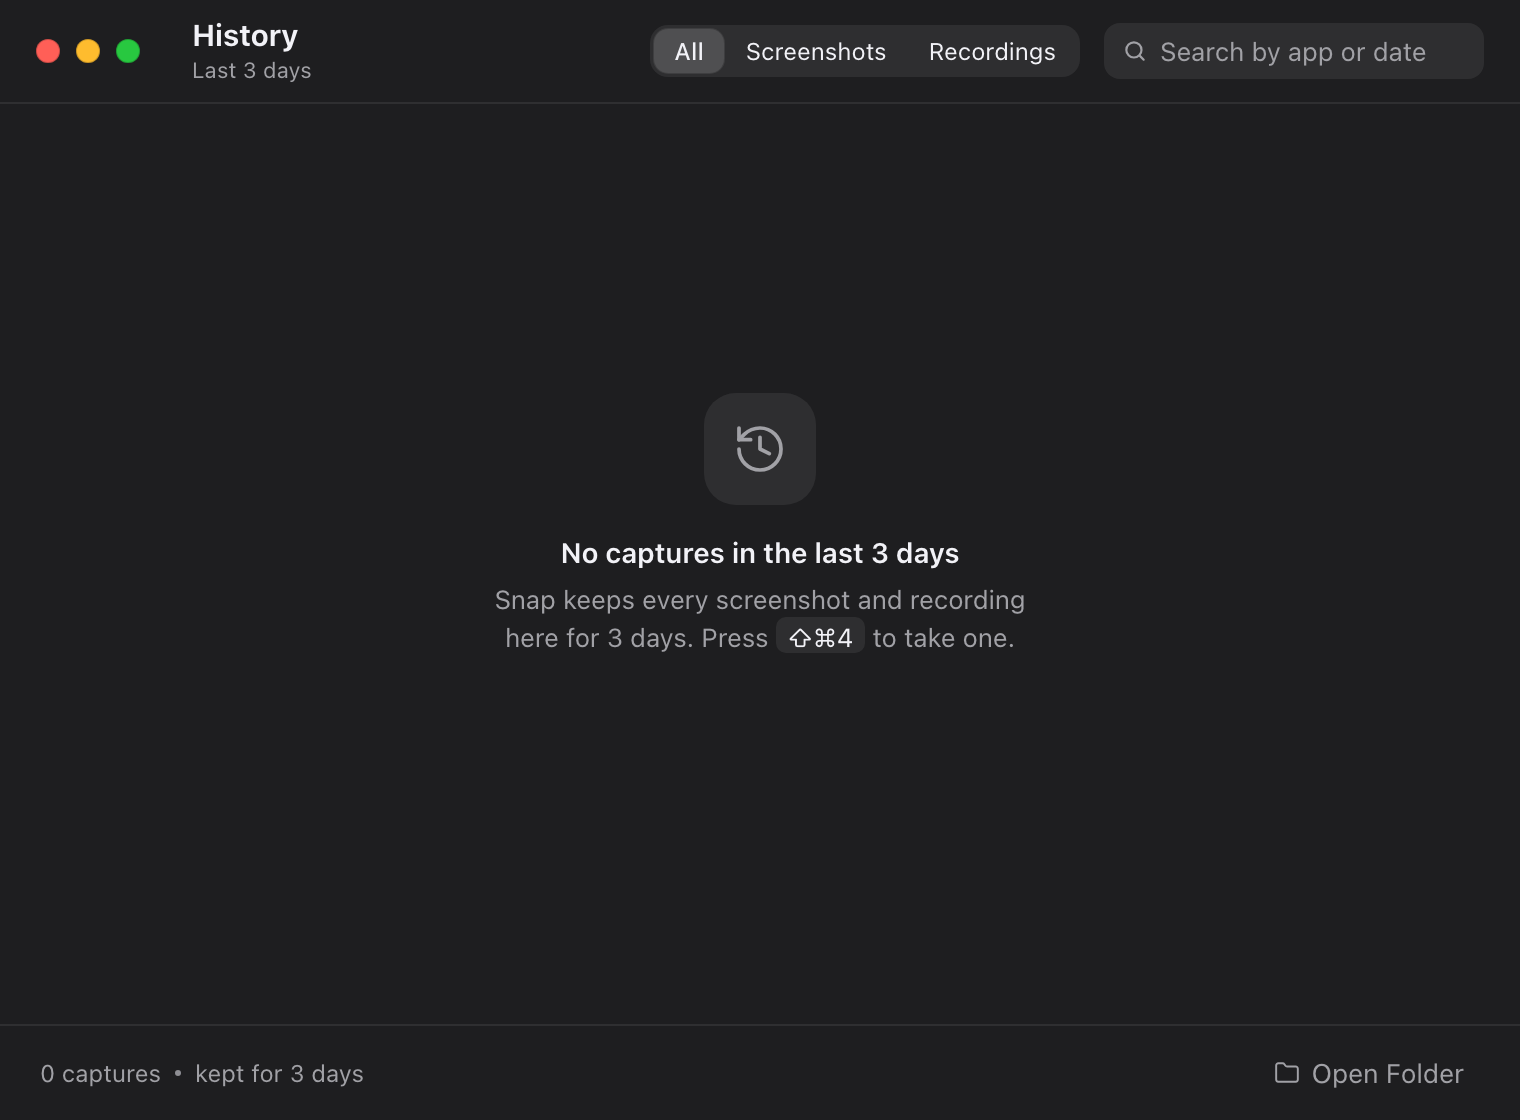 History
Last 3 days
All
Screenshots
Recordings
Search by app or date
No captures in the last 3 days
Snap keeps every screenshot and recording
here for 3 days. Press ⇧⌘4 to take one.
0 captures • kept for 3 days
Open Folder